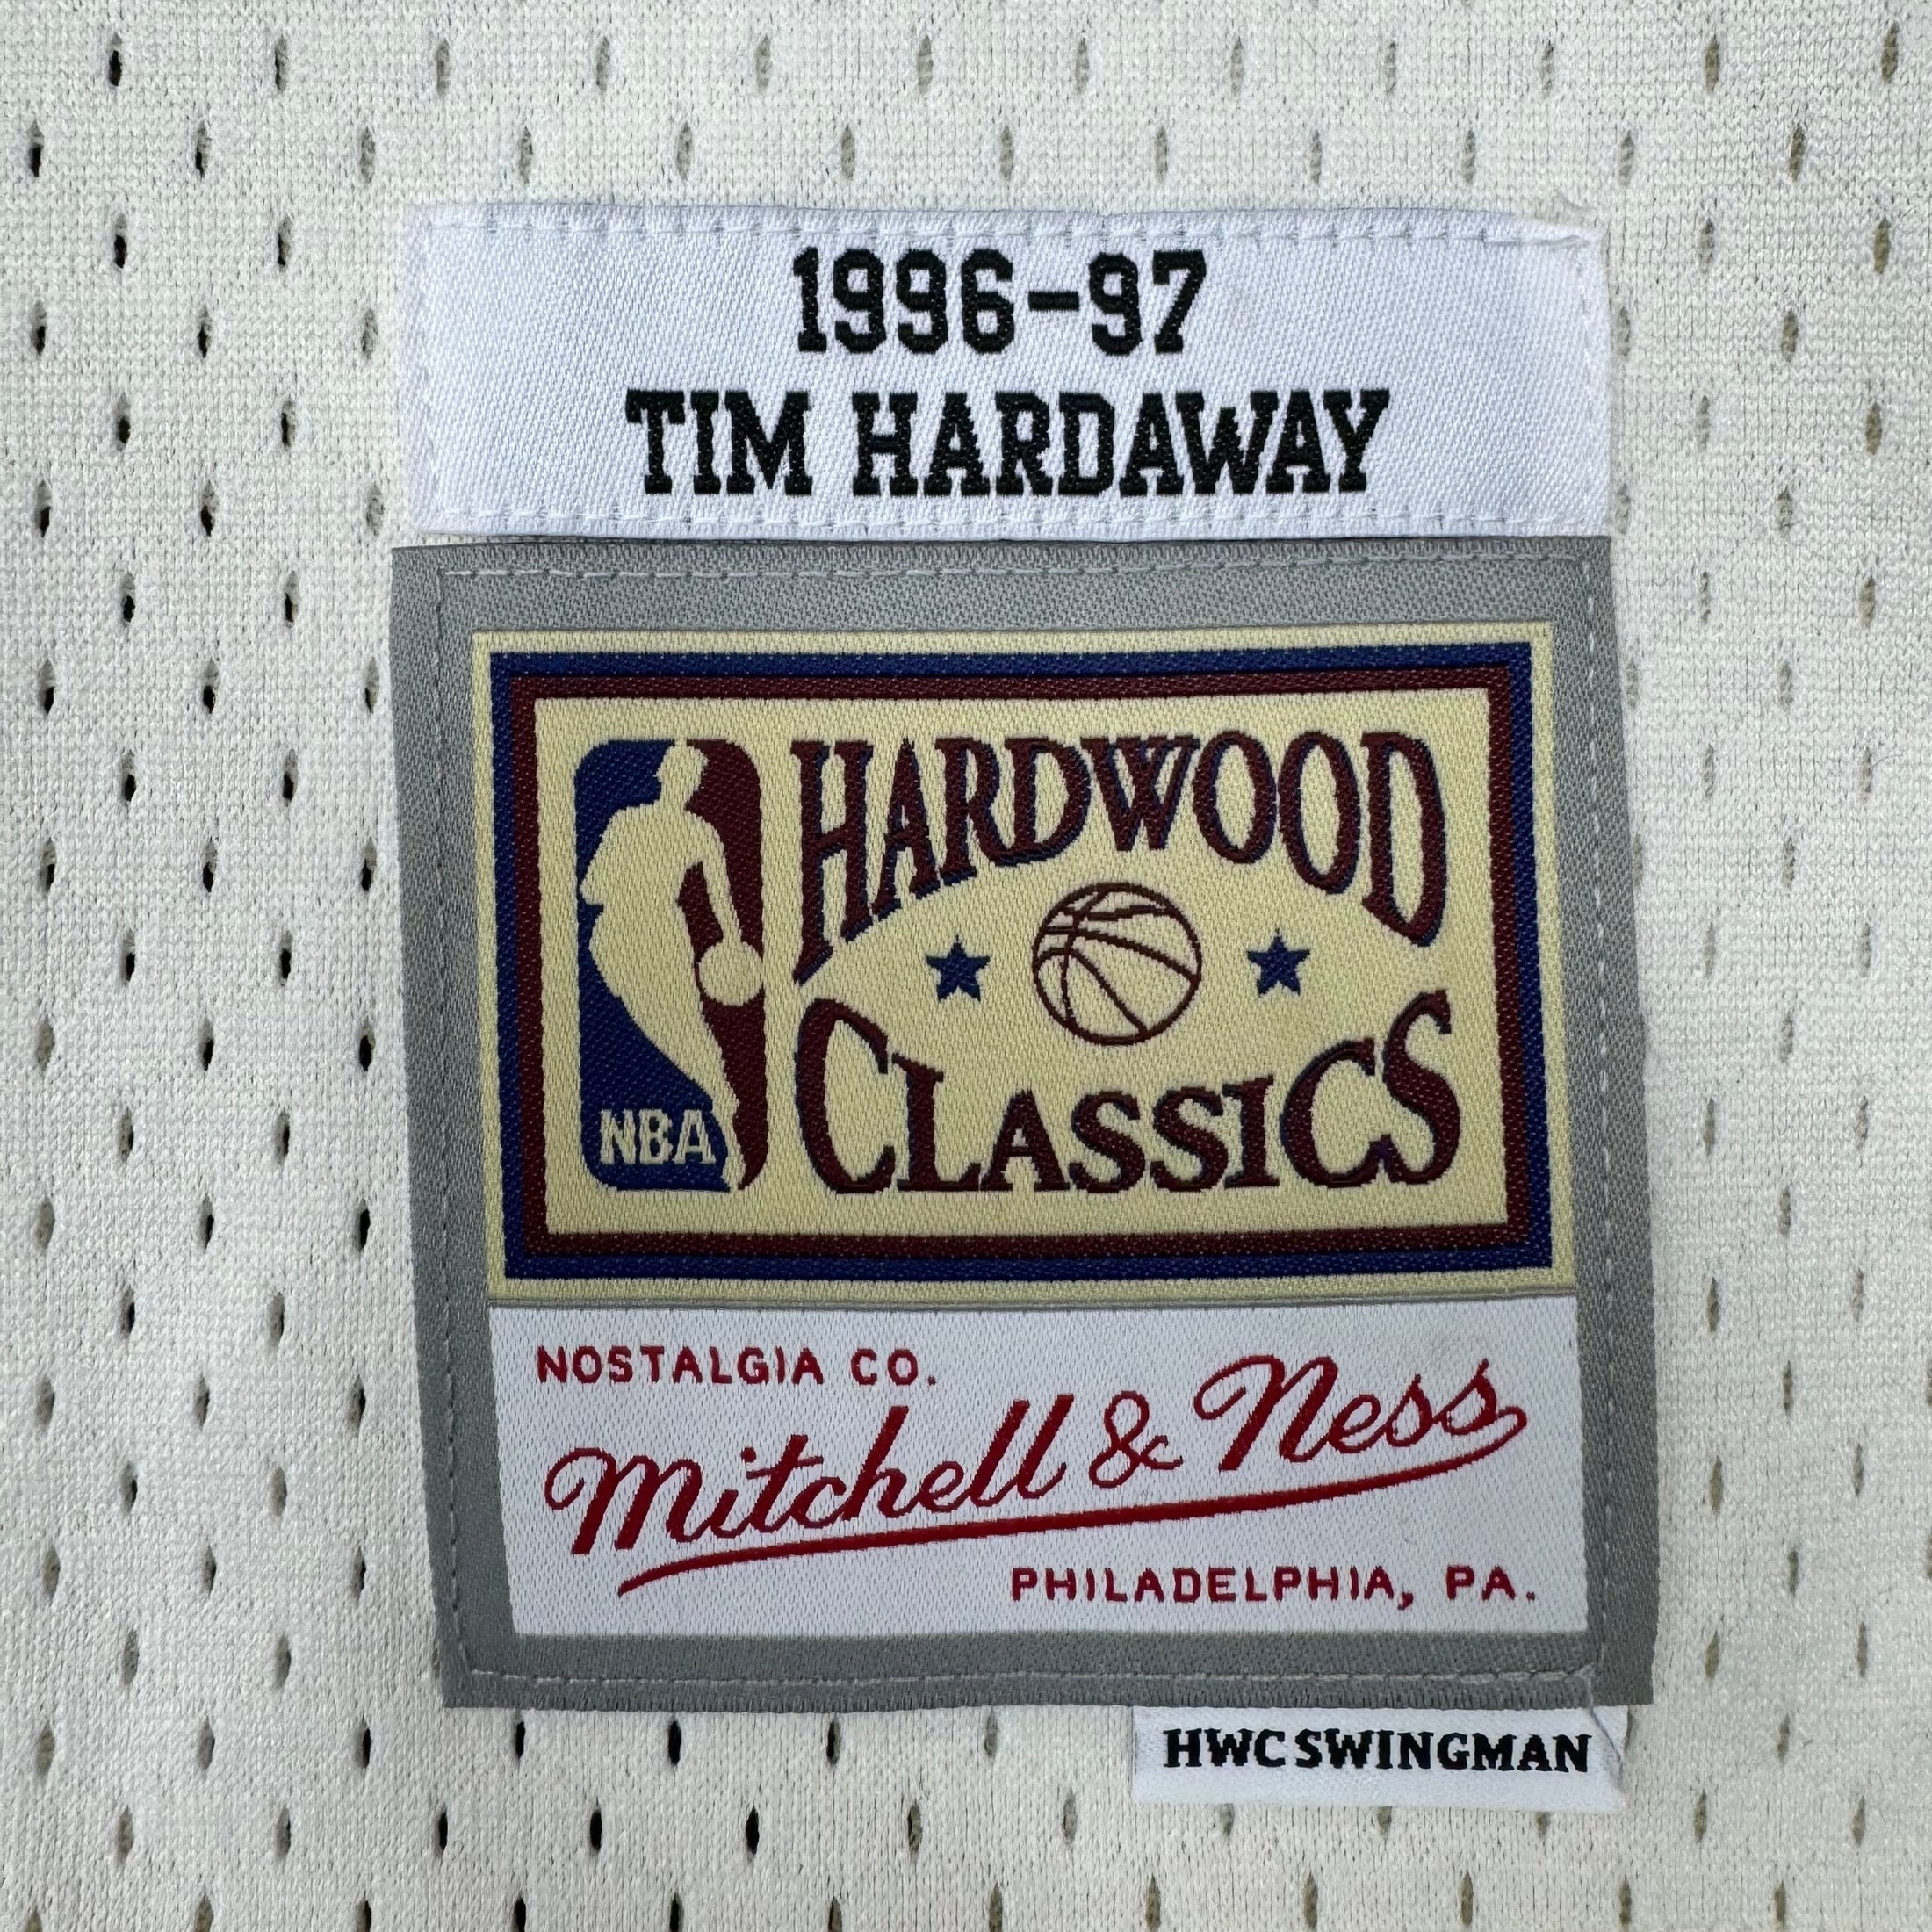 1996-97
TIM HARDAWAY
HARDWOOD
CLASSICS
NBA
NOSTALGIA CO.
Mitchell & Ness
PHILADELPHIA, PA.
HWC SWINGMAN